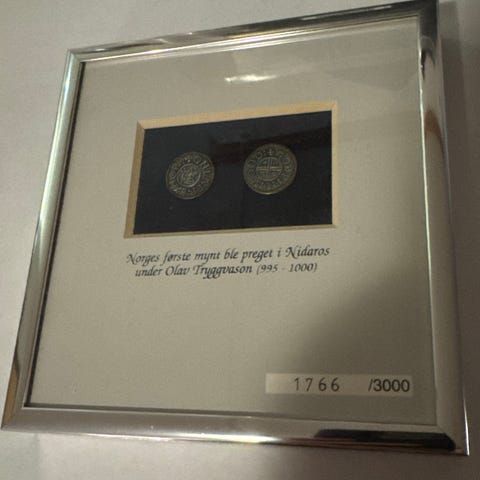 Norges første mynt ble preget i Nidaros
under Olav Tryggvason (995 - 1000)
1766 /3000